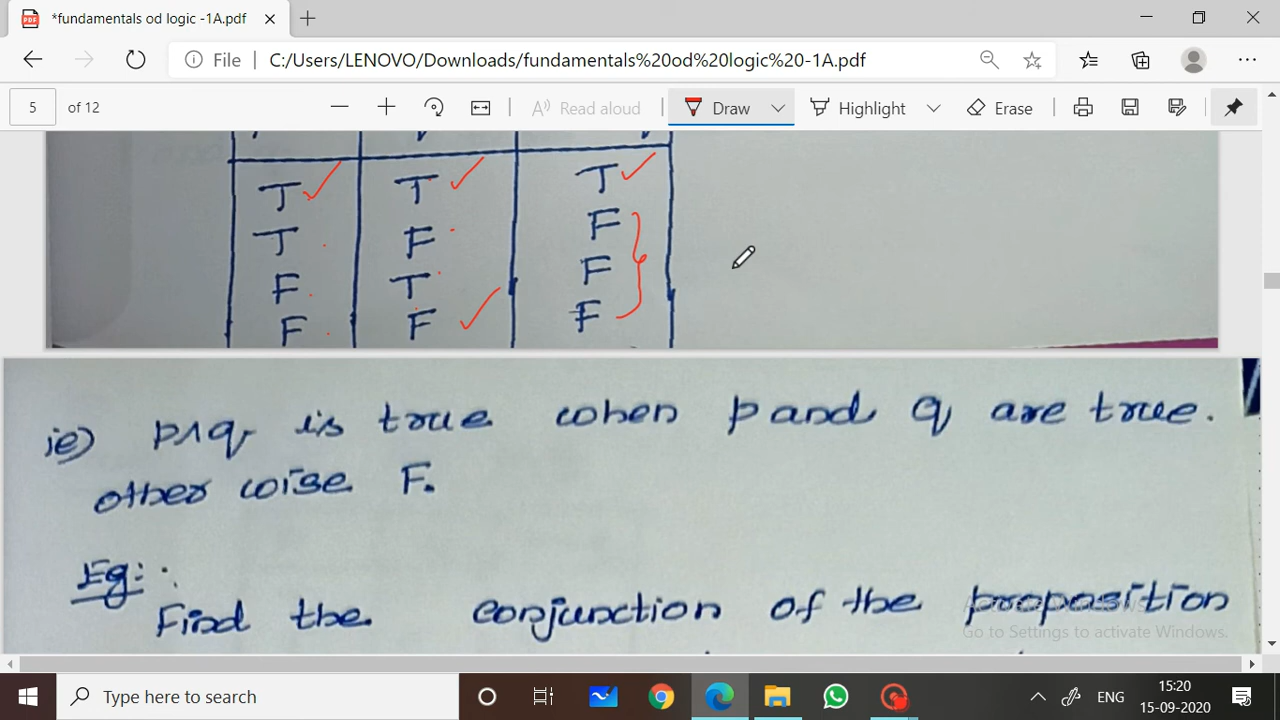 *fundamentals od logic -1A.pdf
File C:/Users/LENOVO/Downloads/fundamentals%20od%20logic%20-1A.pdf
5 of 12 Read aloud Draw Highlight Erase
T T T
T F F
F T F
F F F
ie) p∧q is true when p and q are true.
other wise F.
Eg:-
Find the conjunction of the proposition
Go to Settings to activate Windows.
Type here to search
ENG
15:20
15-09-2020